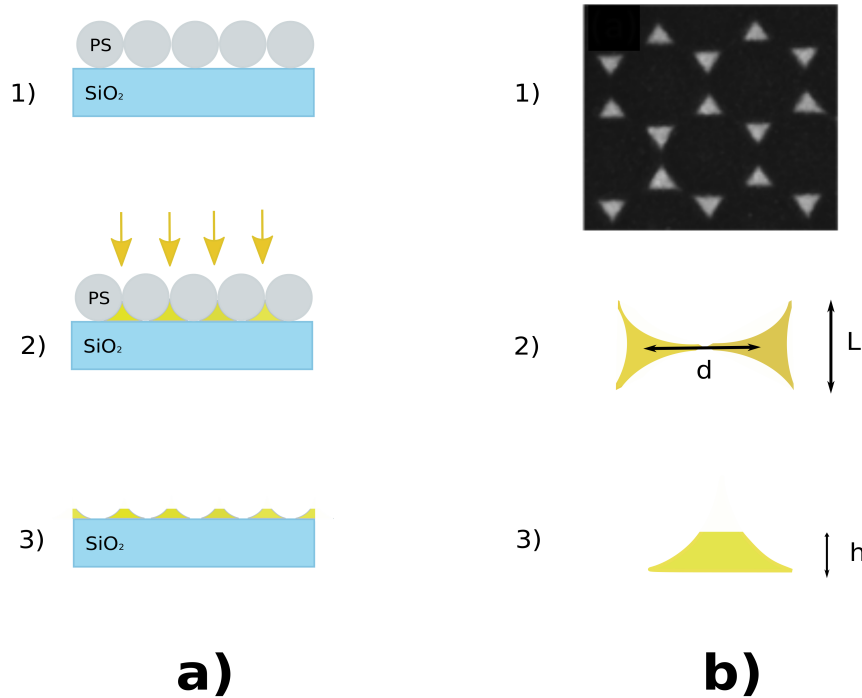 1)
PS
SiO₂
2)
PS
SiO₂
3)
SiO₂
a)
1)
2)
d
L
3)
h
b)